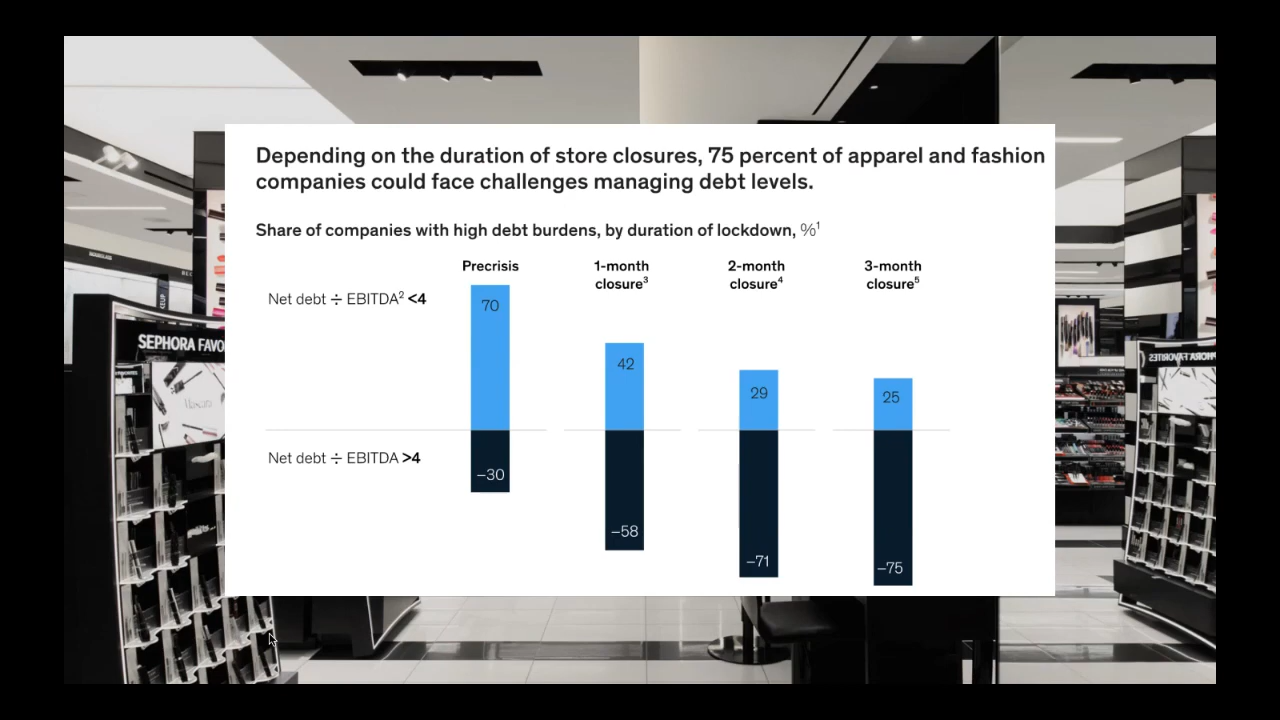 Depending on the duration of store closures, 75 percent of apparel and fashion
companies could face challenges managing debt levels.
Share of companies with high debt burdens, by duration of lockdown, %¹
Precrisis
1-month
closure³
2-month
closure⁴
3-month
closure⁵
Net debt ÷ EBITDA² <4
70
42
29
25
Net debt ÷ EBITDA >4
–30
–58
–71
–75
SEPHORA FAVO
Mascara